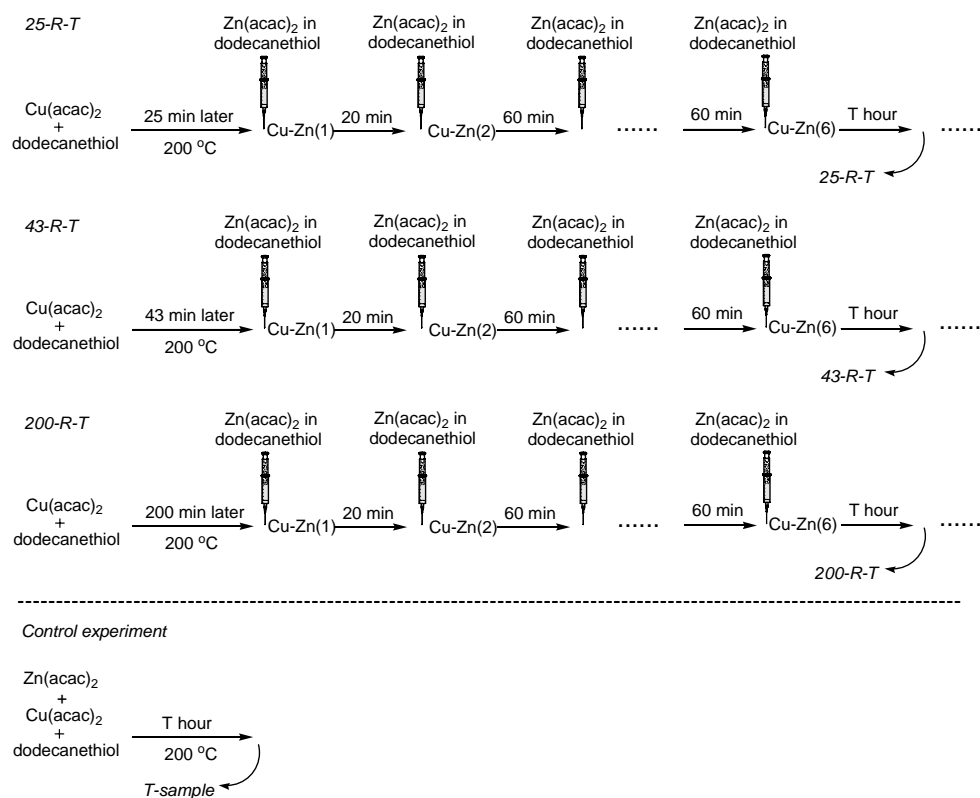 25-R-T
Zn(acac)2 in dodecanethiol
Zn(acac)2 in dodecanethiol
Zn(acac)2 in dodecanethiol
Zn(acac)2 in dodecanethiol
Cu(acac)2
+
dodecanethiol
25 min later
200 °C
Cu-Zn(1)
20 min
Cu-Zn(2)
60 min
......
60 min
Cu-Zn(6)
T hour
......
25-R-T
43-R-T
Zn(acac)2 in dodecanethiol
Zn(acac)2 in dodecanethiol
Zn(acac)2 in dodecanethiol
Zn(acac)2 in dodecanethiol
Cu(acac)2
+
dodecanethiol
43 min later
200 °C
Cu-Zn(1)
20 min
Cu-Zn(2)
60 min
......
60 min
Cu-Zn(6)
T hour
......
43-R-T
200-R-T
Zn(acac)2 in dodecanethiol
Zn(acac)2 in dodecanethiol
Zn(acac)2 in dodecanethiol
Zn(acac)2 in dodecanethiol
Cu(acac)2
+
dodecanethiol
200 min later
200 °C
Cu-Zn(1)
20 min
Cu-Zn(2)
60 min
......
60 min
Cu-Zn(6)
T hour
......
200-R-T
Control experiment
Zn(acac)2
+
Cu(acac)2
+
dodecanethiol
T hour
200 °C
T-sample